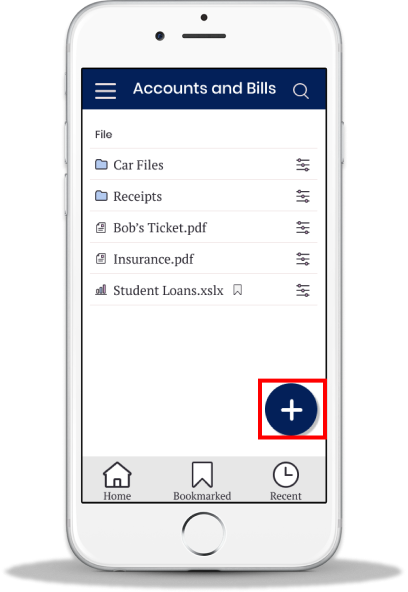 Accounts and Bills
File
Car Files
Receipts
Bob's Ticket.pdf
Insurance.pdf
Student Loans.xslx
Home Bookmarked Recent